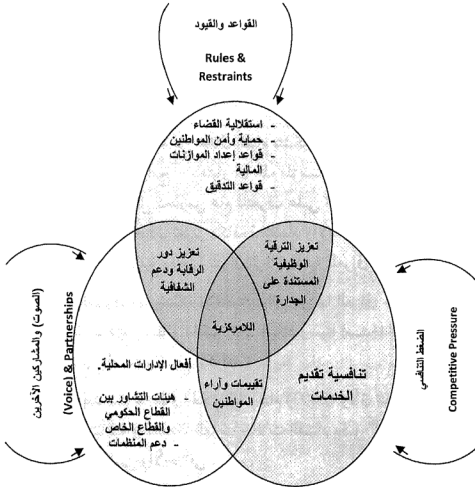 القواعد والقيود
Rules &
Restraints
- استقلالية القضاء
- حماية وأمن المواطنين
- قواعد إعداد الموازنات
المالية
- قواعد التدقيق
تعزيز دور
الرقابة ودعم
الشفافية
تعزيز الترقية
الوظيفية
المستندة على
الجدارة
اللامركزية
(الصوت) والمشاركين الآخرين
(Voice) & Partnerships
أفعال الإدارات المحلية.
- هيئات التشاور بين
القطاع الحكومي
والقطاع الخاص
- دعم المنظمات
تقييمات وآراء
المواطنين
تنافسية تقديم
الخدمات
الضغط التنافسي
Competitive Pressure